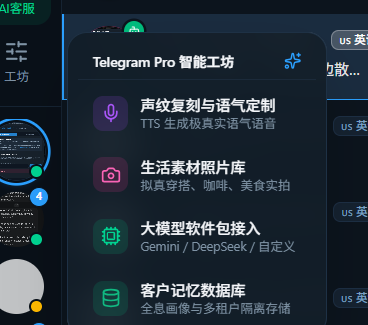 AI客服
工坊
4
Telegram Pro 智能工坊
声纹复刻与语气定制
TTS 生成极真实语气语音
生活素材照片库
拟真穿搭、咖啡、美食实拍
大模型软件包接入
Gemini / DeepSeek / 自定义
客户记忆数据库
全息画像与多租户隔离存储
US 英
边散...
US 英
US 英
US 英